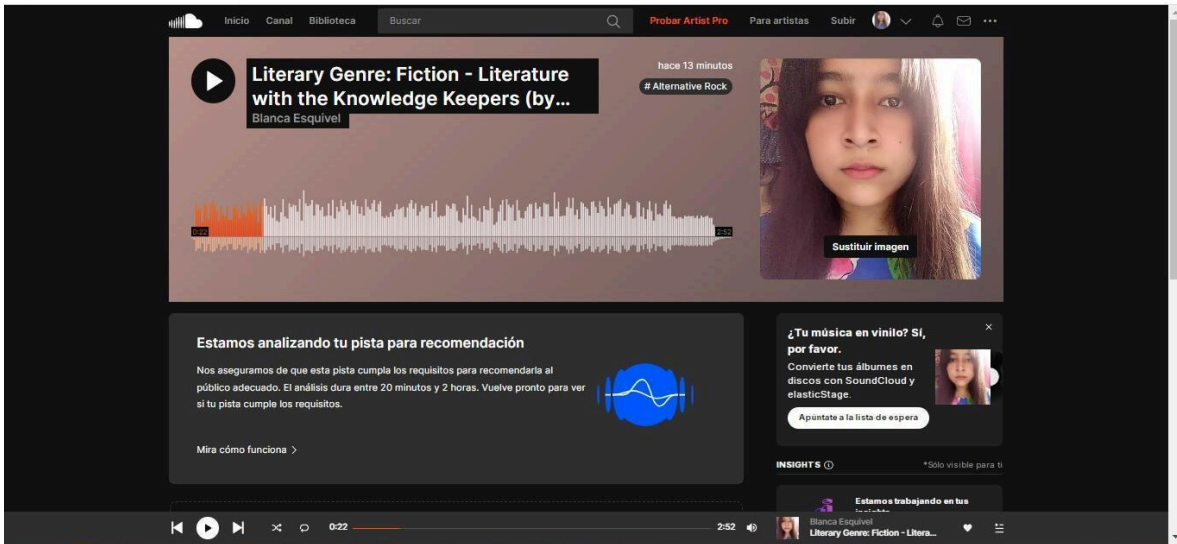 Inicio Canal Biblioteca Buscar Probar Artist Pro Para artistas Subir
Literary Genre: Fiction - Literature
with the Knowledge Keepers (by...
Blanca Esquivel
hace 13 minutos
# Alternative Rock
0:22
2:52
Sustituir imagen
Estamos analizando tu pista para recomendación
Nos aseguramos de que esta pista cumpla los requisitos para recomendarla al
público adecuado. El análisis dura entre 20 minutos y 2 horas. Vuelve pronto para ver
si tu pista cumple los requisitos.
Mira cómo funciona >
¿Tu música en vinilo? Sí,
por favor.
Convierte tus álbumes en
discos con SoundCloud y
elasticStage.
Apúntate a la lista de espera
INSIGHTS *Sólo visible para ti
Estamos trabajando en tus
0:22 2:52
Blanca Esquivel
Literary Genre: Fiction - Litera...